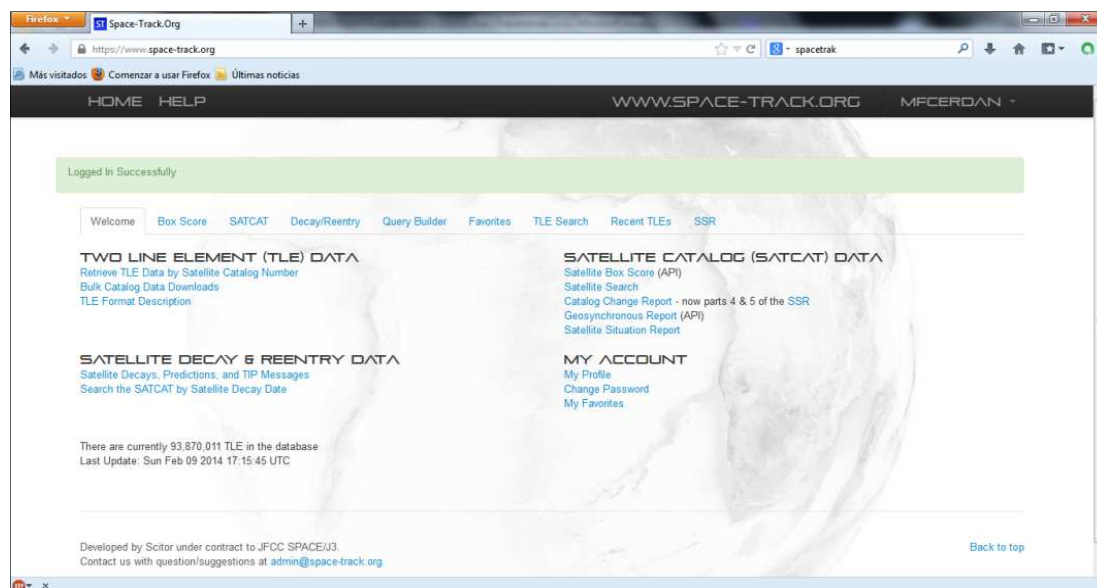 Firefox
Space-Track.Org
https://www.space-track.org
spacetrak
Más visitados Comenzar a usar Firefox Últimas noticias
HOME HELP WWW.SPACE-TRACK.ORG MFCERDAN
Logged In Successfully
Welcome Box Score SATCAT Decay/Reentry Query Builder Favorites TLE Search Recent TLEs SSR
TWO LINE ELEMENT (TLE) DATA
Retrieve TLE Data by Satellite Catalog Number
Bulk Catalog Data Downloads
TLE Format Description
SATELLITE CATALOG (SATCAT) DATA
Satellite Box Score (API)
Satellite Search
Catalog Change Report - now parts 4 & 5 of the SSR
Geosynchronous Report (API)
Satellite Situation Report
SATELLITE DECAY & REENTRY DATA
Satellite Decays, Predictions, and TIP Messages
Search the SATCAT by Satellite Decay Date
MY ACCOUNT
My Profile
Change Password
My Favorites
There are currently 93,870,011 TLE in the database
Last Update: Sun Feb 09 2014 17:15:45 UTC
Developed by Scitor under contract to JFCC SPACE/J3.
Contact us with question/suggestions at admin@space-track.org
Back to top